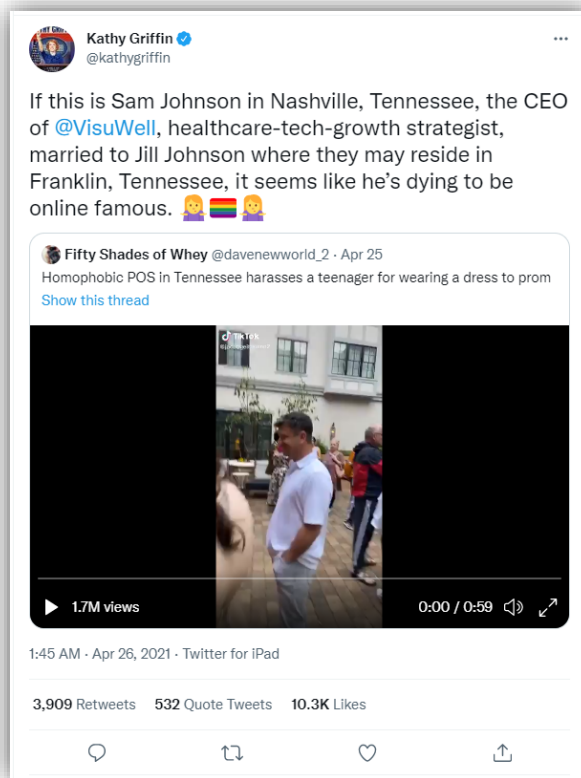 Kathy Griffin
@kathygriffin
If this is Sam Johnson in Nashville, Tennessee, the CEO
of @VisuWell, healthcare-tech-growth strategist,
married to Jill Johnson where they may reside in
Franklin, Tennessee, it seems like he’s dying to be
online famous. 🤷‍♀️🏳️‍🌈🤷‍♀️
Fifty Shades of Whey @davenewworld_2 · Apr 25
Homophobic POS in Tennessee harasses a teenager for wearing a dress to prom
Show this thread
TikTok
1.7M views
0:00 / 0:59
1:45 AM · Apr 26, 2021 · Twitter for iPad
3,909 Retweets 532 Quote Tweets 10.3K Likes